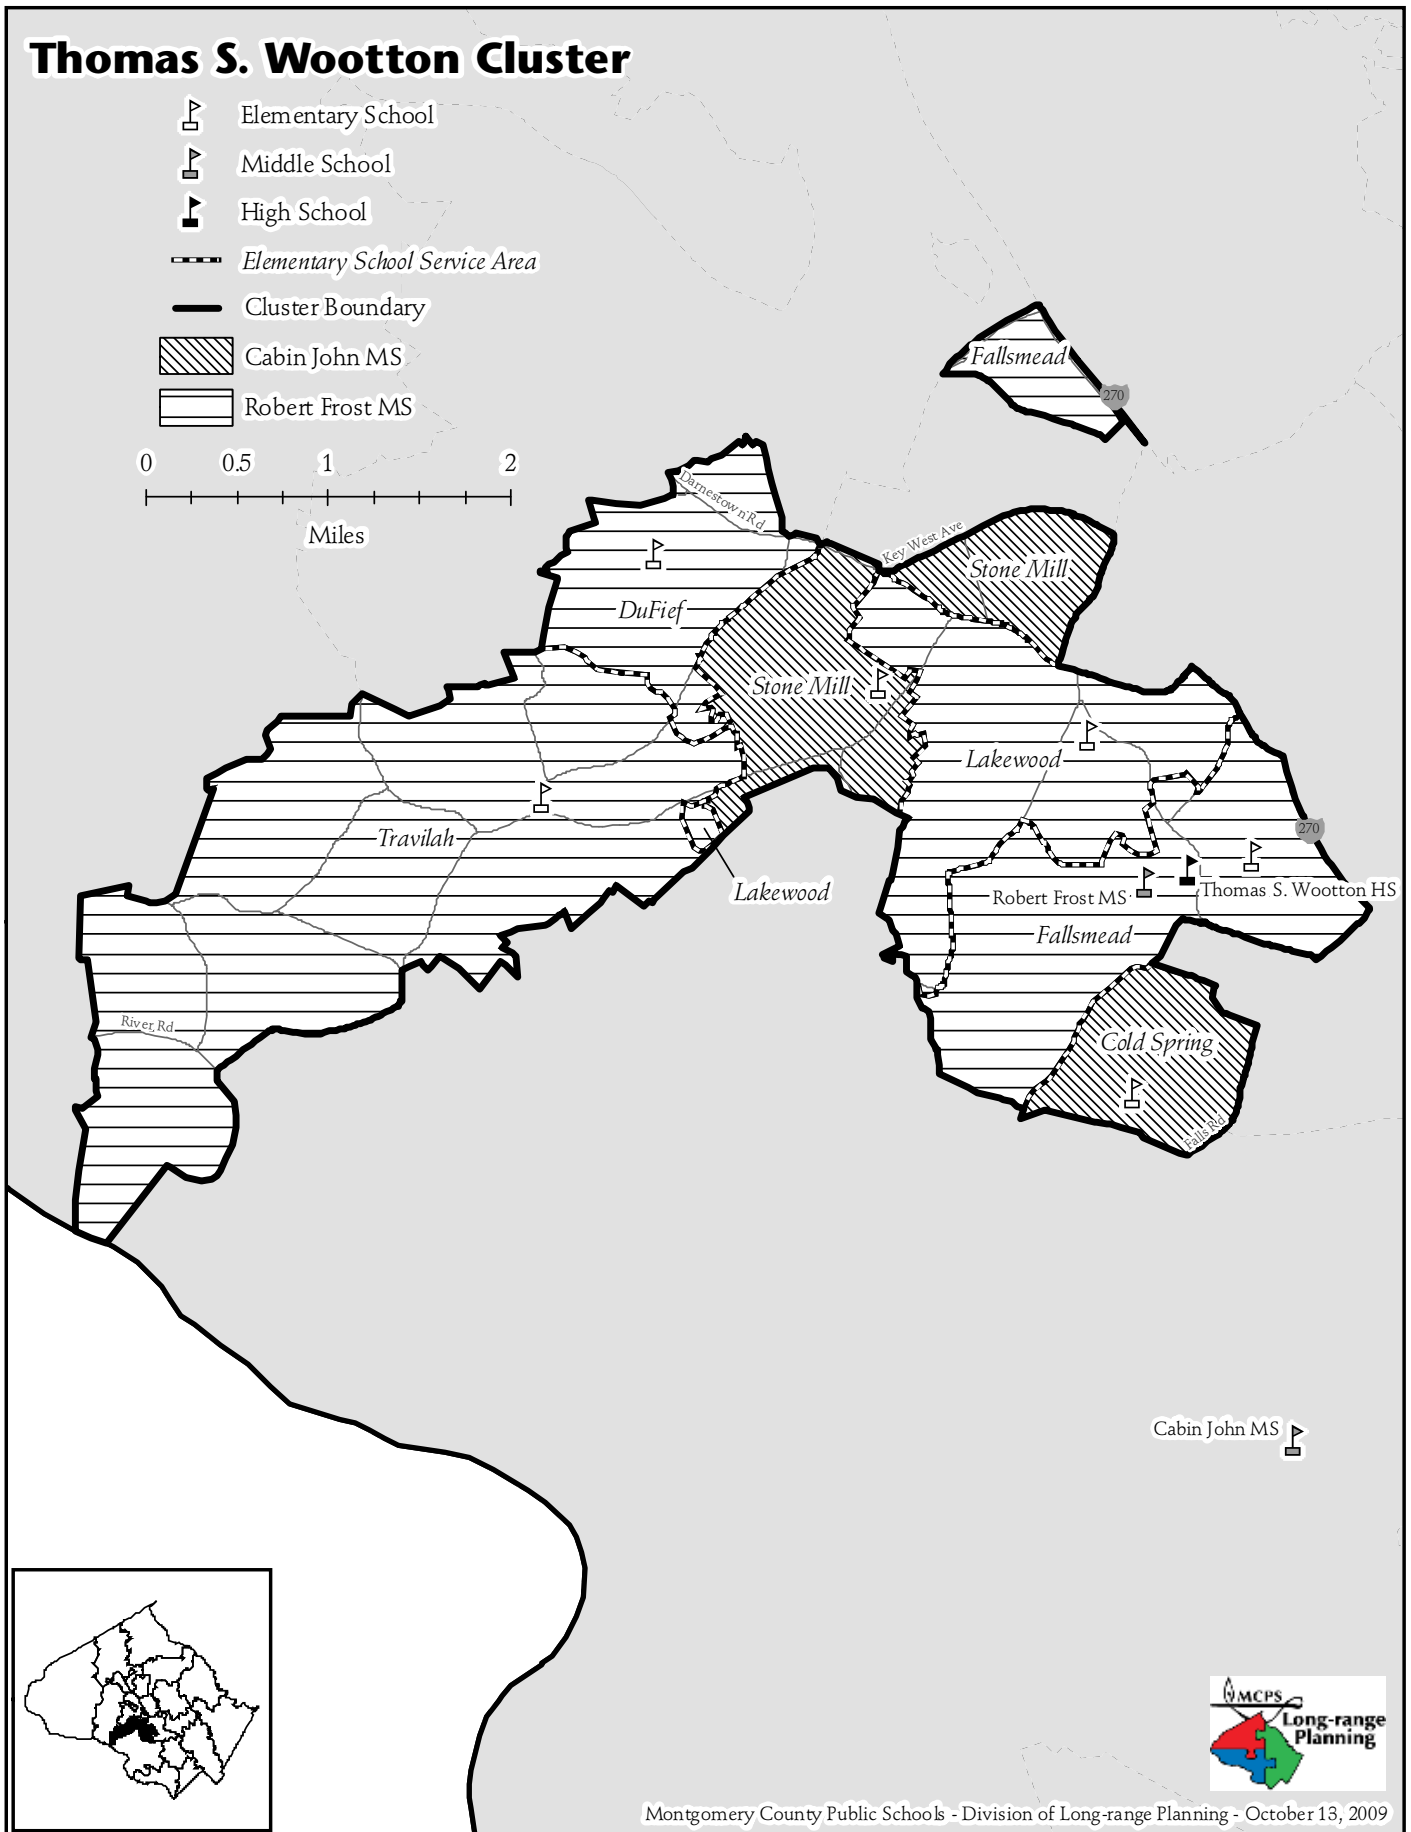 Thomas S. Wootton Cluster
Elementary School
Middle School
High School
Elementary School Service Area
Cluster Boundary
Cabin John MS
Robert Frost MS
0 0.5 1 2
Miles
Fallsmead
270
Darnestown Rd
Key West Ave
Stone Mill
DuFief
Stone Mill
Lakewood
Travilah
270
Lakewood
Robert Frost MS
Thomas S. Wootton HS
Fallsmead
River Rd
Cold Spring
Falls Rd
Cabin John MS
MCPS
Long-range
Planning
Montgomery County Public Schools - Division of Long-range Planning - October 13, 2009